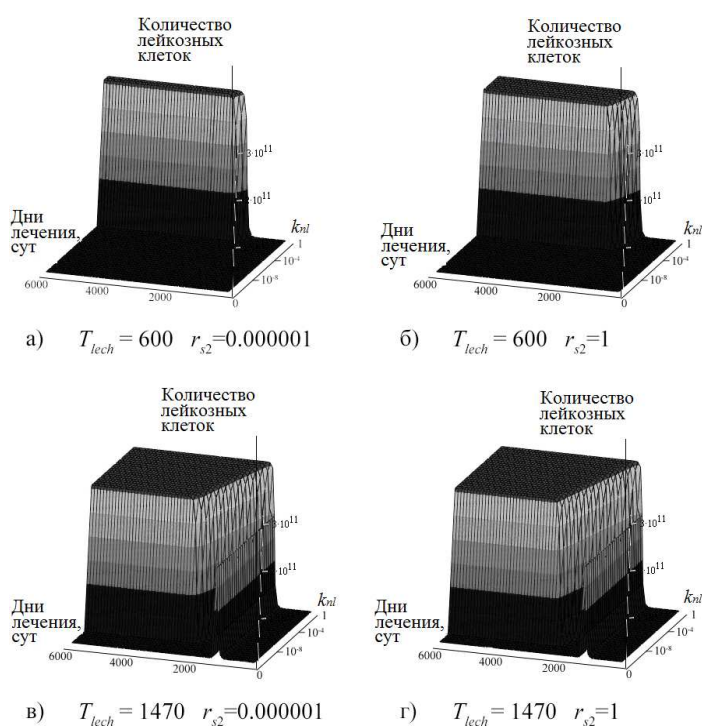 Количество
лейкозных
клеток
3·10¹¹
·10¹¹
Дни
лечения,
сут
k_nl
1
10⁻⁴
10⁻⁸
0
2000
4000
6000
а) T_lech = 600 r_s2=0.000001
Количество
лейкозных
клеток
3·10¹¹
·10¹¹
Дни
лечения,
сут
k_nl
1
10⁻⁴
10⁻⁸
0
2000
4000
6000
б) T_lech = 600 r_s2=1
Количество
лейкозных
клеток
3·10¹¹
·10¹¹
Дни
лечения,
сут
k_nl
1
10⁻⁴
10⁻⁸
0
2000
4000
6000
в) T_lech = 1470 r_s2=0.000001
Количество
лейкозных
клеток
3·10¹¹
·10¹¹
Дни
лечения,
сут
k_nl
1
10⁻⁴
10⁻⁸
0
2000
4000
6000
г) T_lech = 1470 r_s2=1